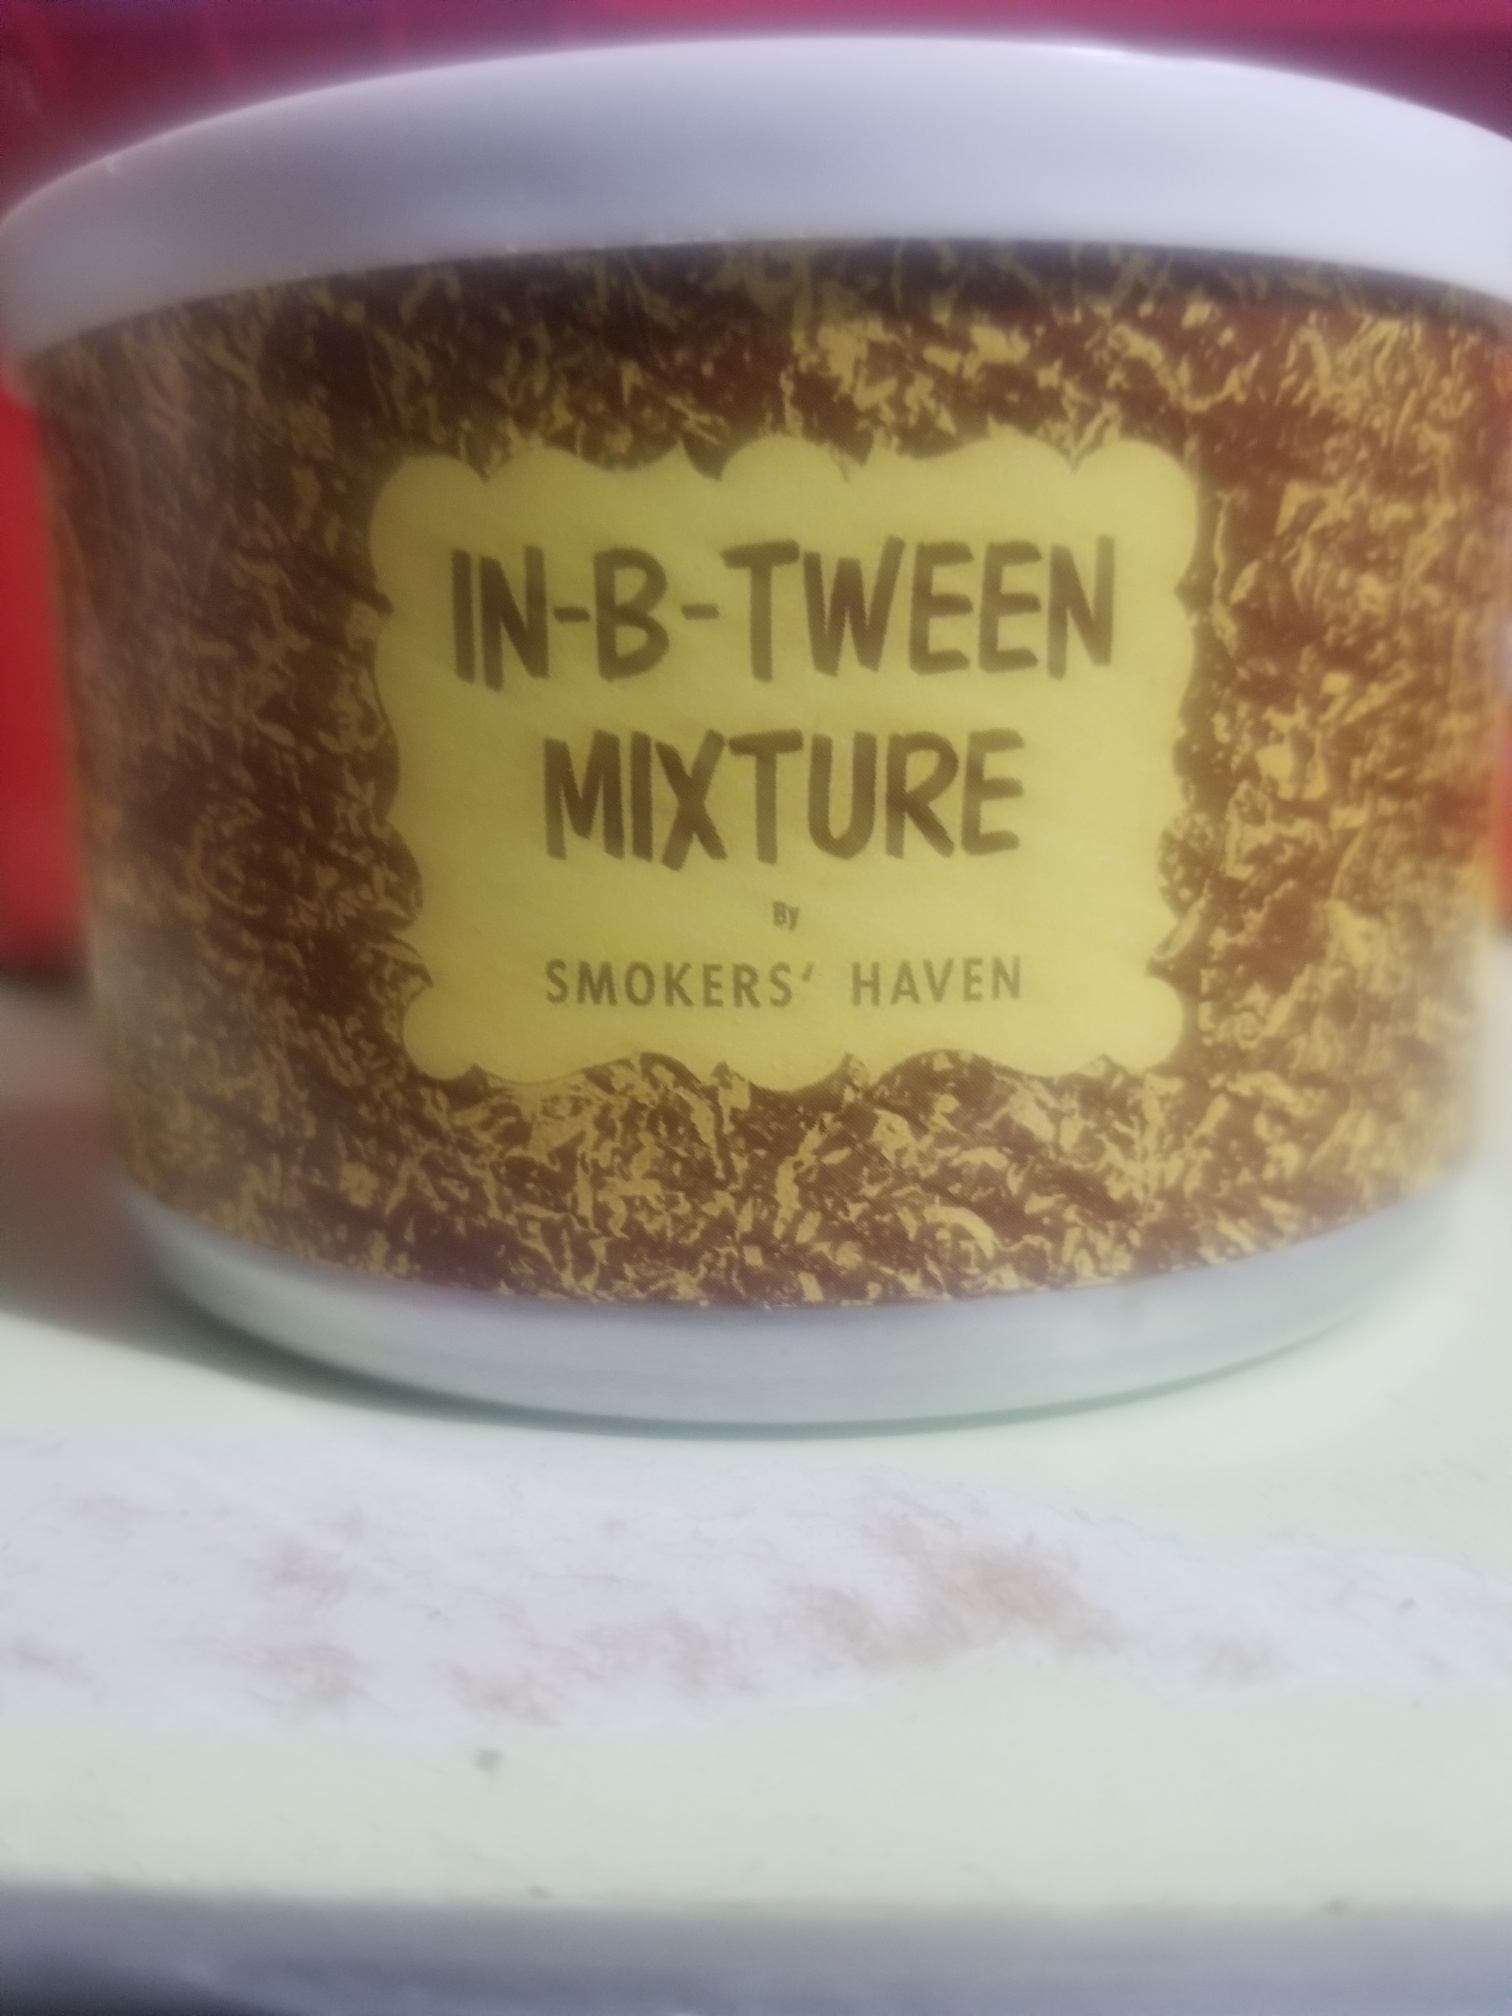 IN-B-TWEEN
MIXTURE
By
SMOKERS' HAVEN